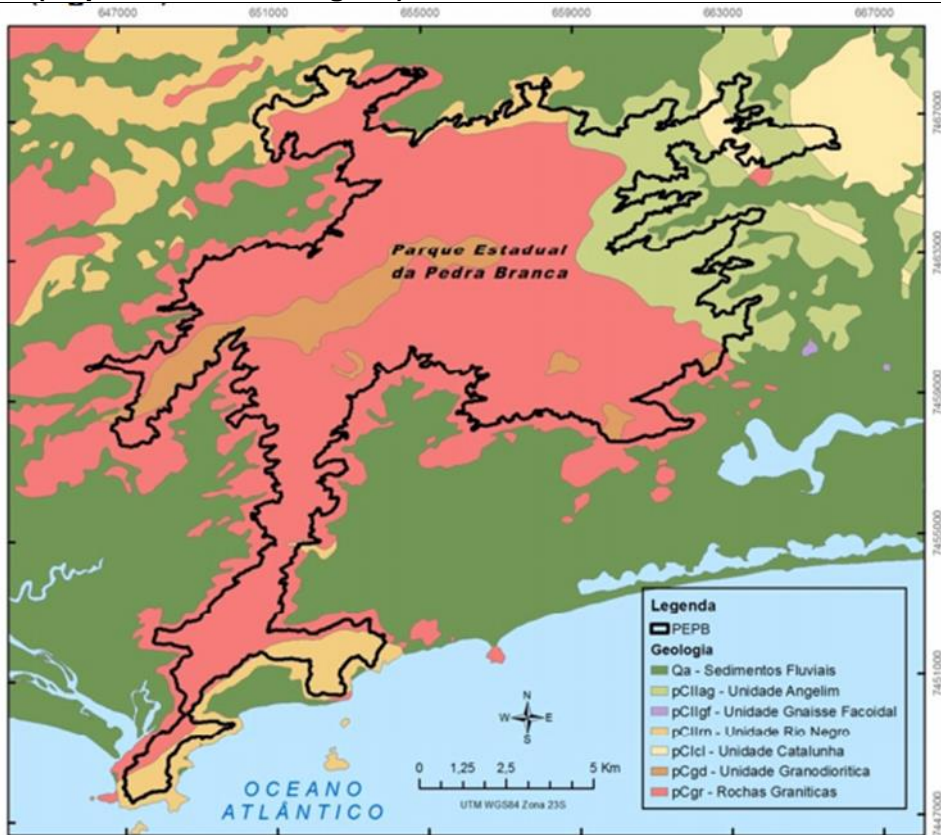 647000 651000 655000 659000 663000 667000
7467000
7463000
7459000
7455000
7451000
7447000
Parque Estadual
da Pedra Branca
OCEANO
ATLÂNTICO
N
W E
S
0 1,25 2,5 5 Km
UTM WGS84 Zona 23S
Legenda
PEPB
Geologia
Qa - Sedimentos Fluviais
pCIIag - Unidade Angelim
pCIIgf - Unidade Gnaisse Facoidal
pCIIrn - Unidade Rio Negro
pCIcl - Unidade Catalunha
pCgd - Unidade Granodioritica
pCgr - Rochas Graniticas